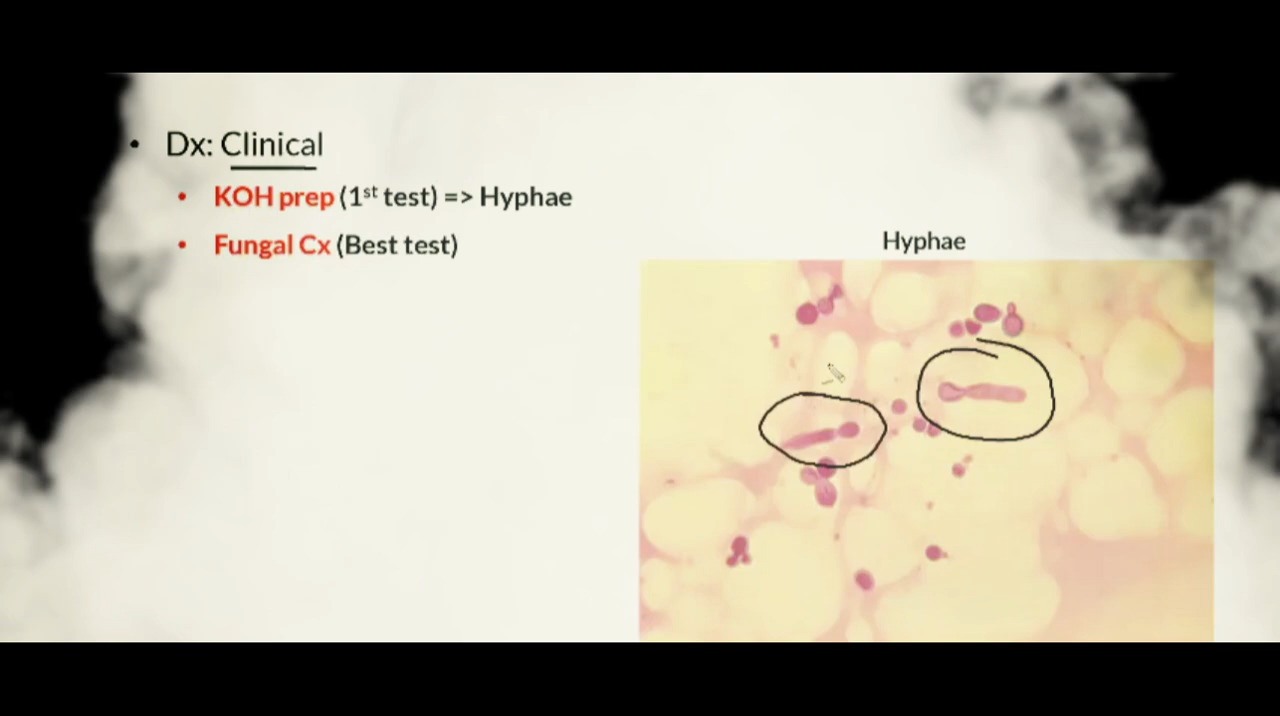 • Dx: Clinical
• KOH prep (1st test) => Hyphae
• Fungal Cx (Best test)
Hyphae